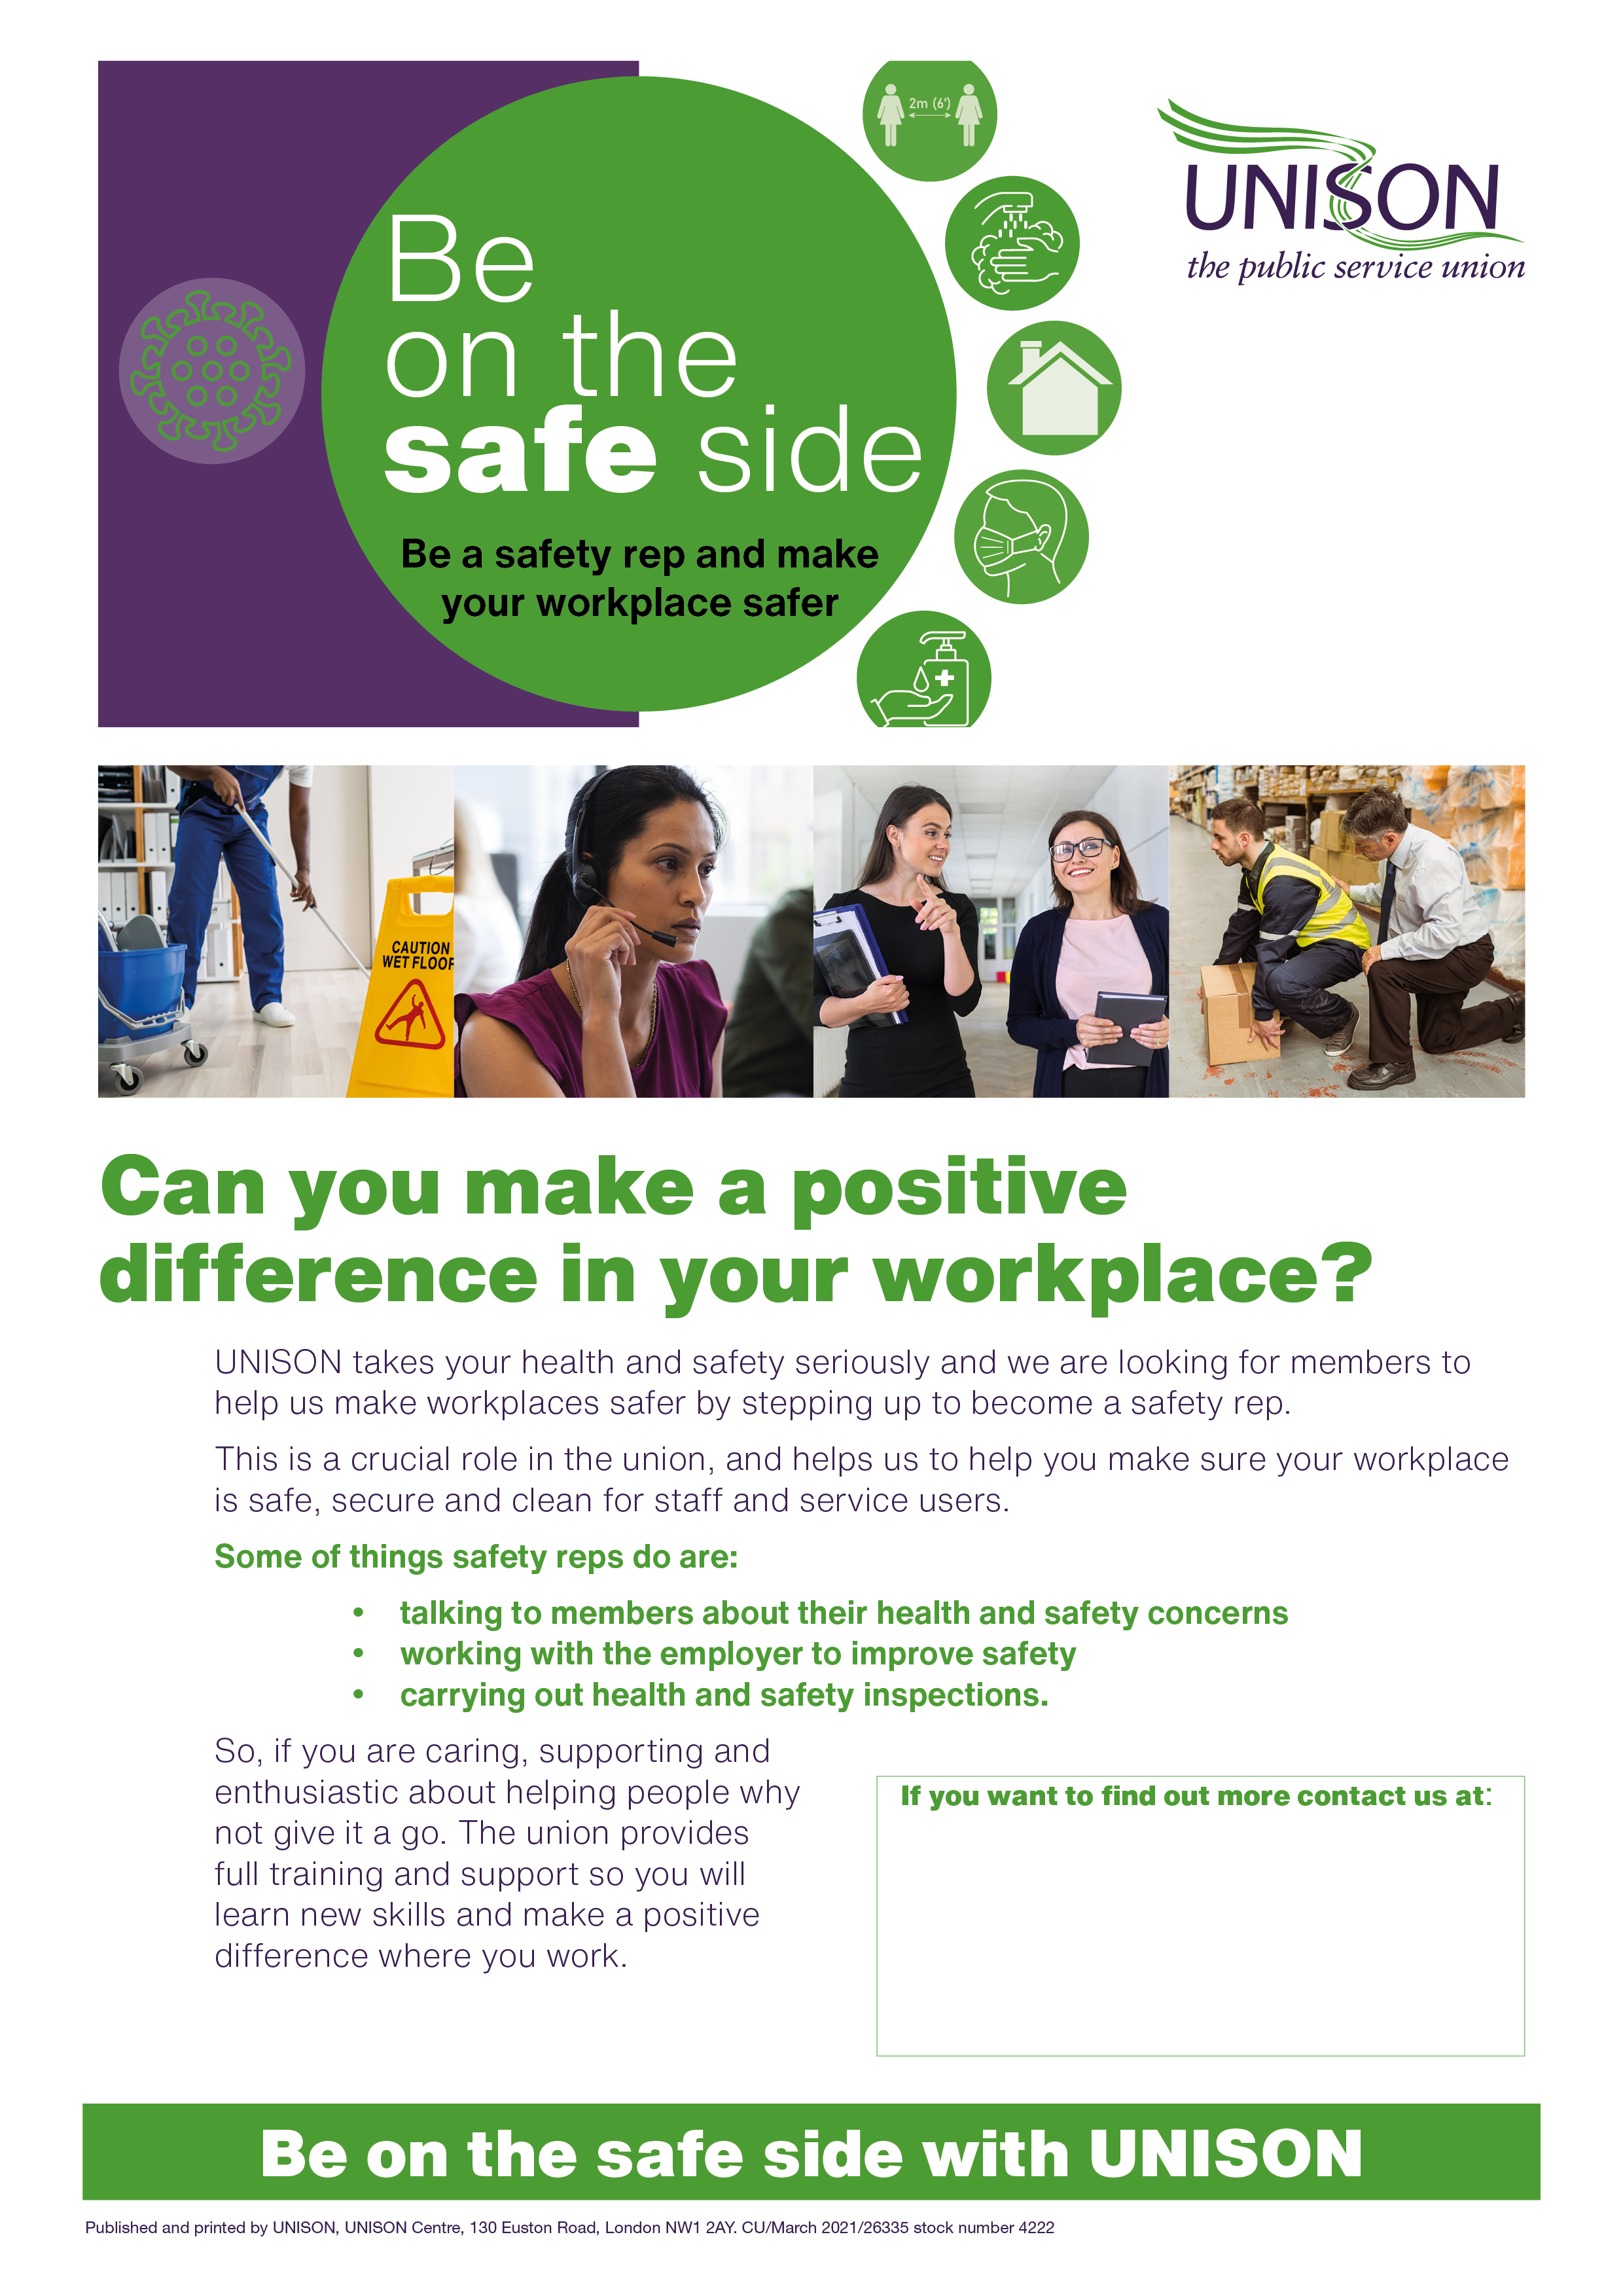 2m (6')
UNISON
the public service union
Be
on the
safe side
Be a safety rep and make
your workplace safer
CAUTION
WET FLOOR
Can you make a positive
difference in your workplace?
UNISON takes your health and safety seriously and we are looking for members to
help us make workplaces safer by stepping up to become a safety rep.
This is a crucial role in the union, and helps us to help you make sure your workplace
is safe, secure and clean for staff and service users.
Some of things safety reps do are:
• talking to members about their health and safety concerns
• working with the employer to improve safety
• carrying out health and safety inspections.
So, if you are caring, supporting and
enthusiastic about helping people why
not give it a go. The union provides
full training and support so you will
learn new skills and make a positive
difference where you work.
If you want to find out more contact us at:
Be on the safe side with UNISON
Published and printed by UNISON, UNISON Centre, 130 Euston Road, London NW1 2AY. CU/March 2021/26335 stock number 4222